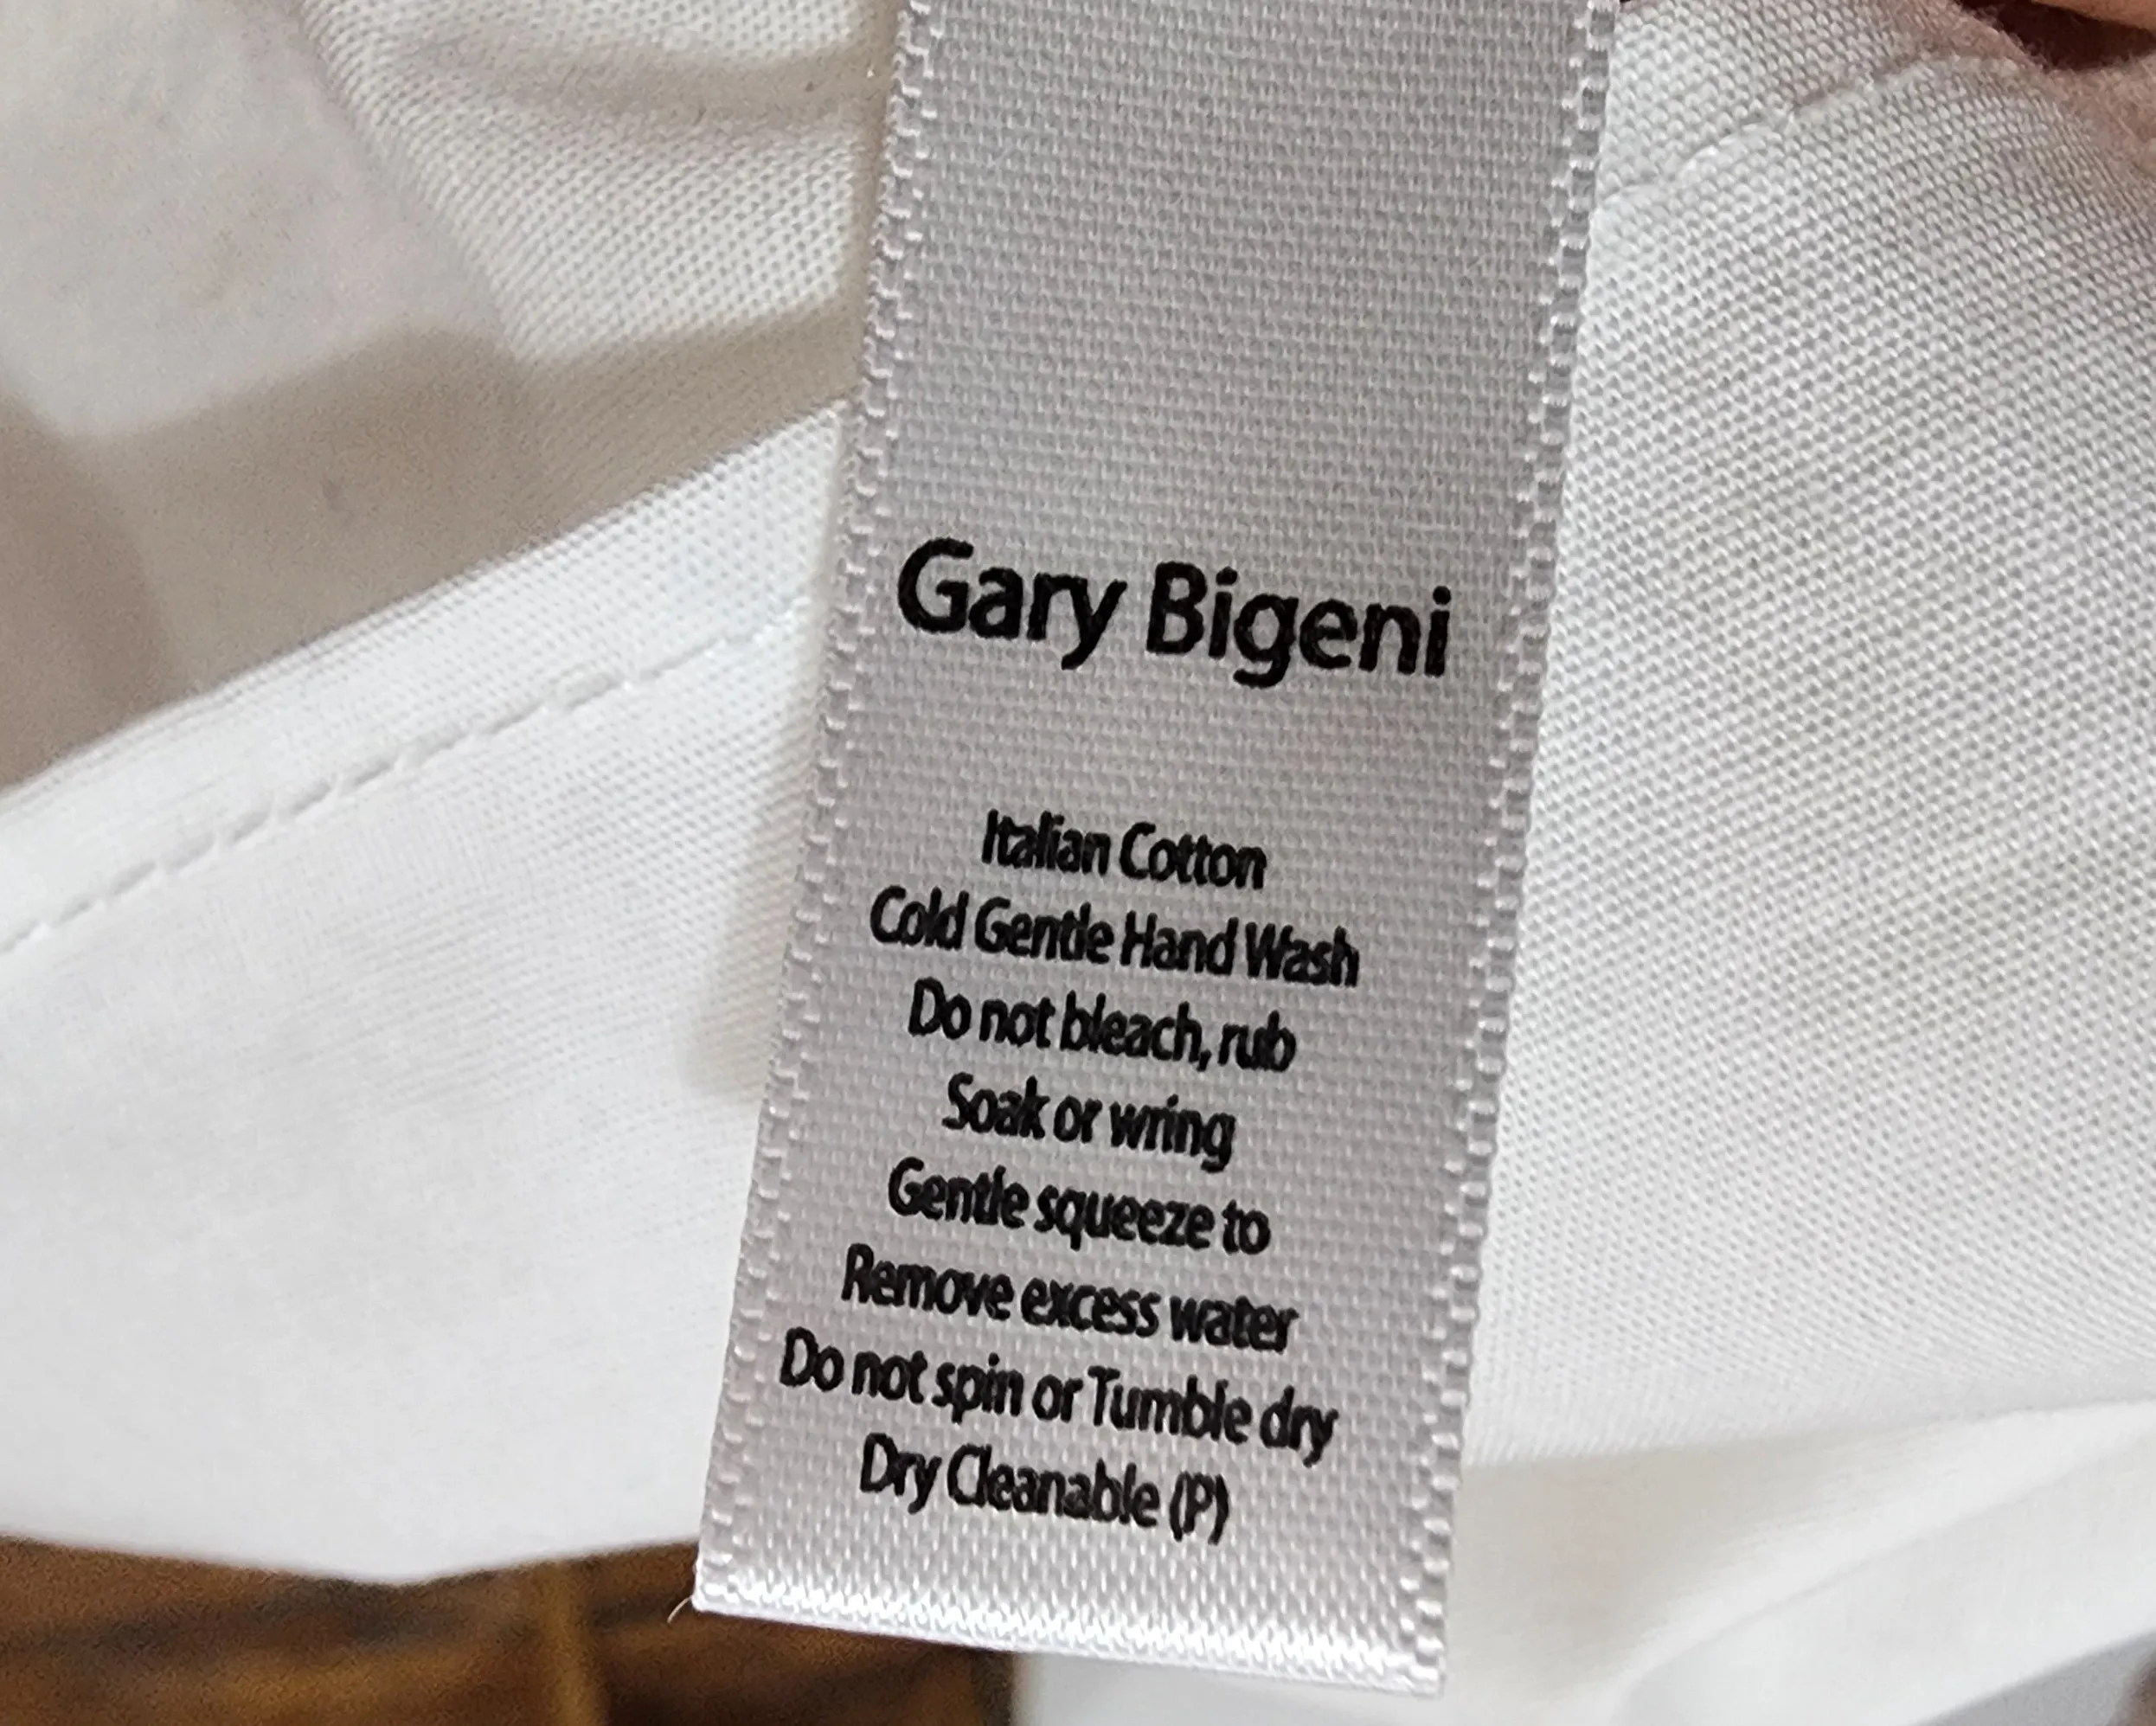 Gary Bigeni
Italian Cotton
Cold Gentle Hand Wash
Do not bleach, rub
Soak or wring
Gentle squeeze to
Remove excess water
Do not spin or Tumble dry
Dry Cleanable (P)